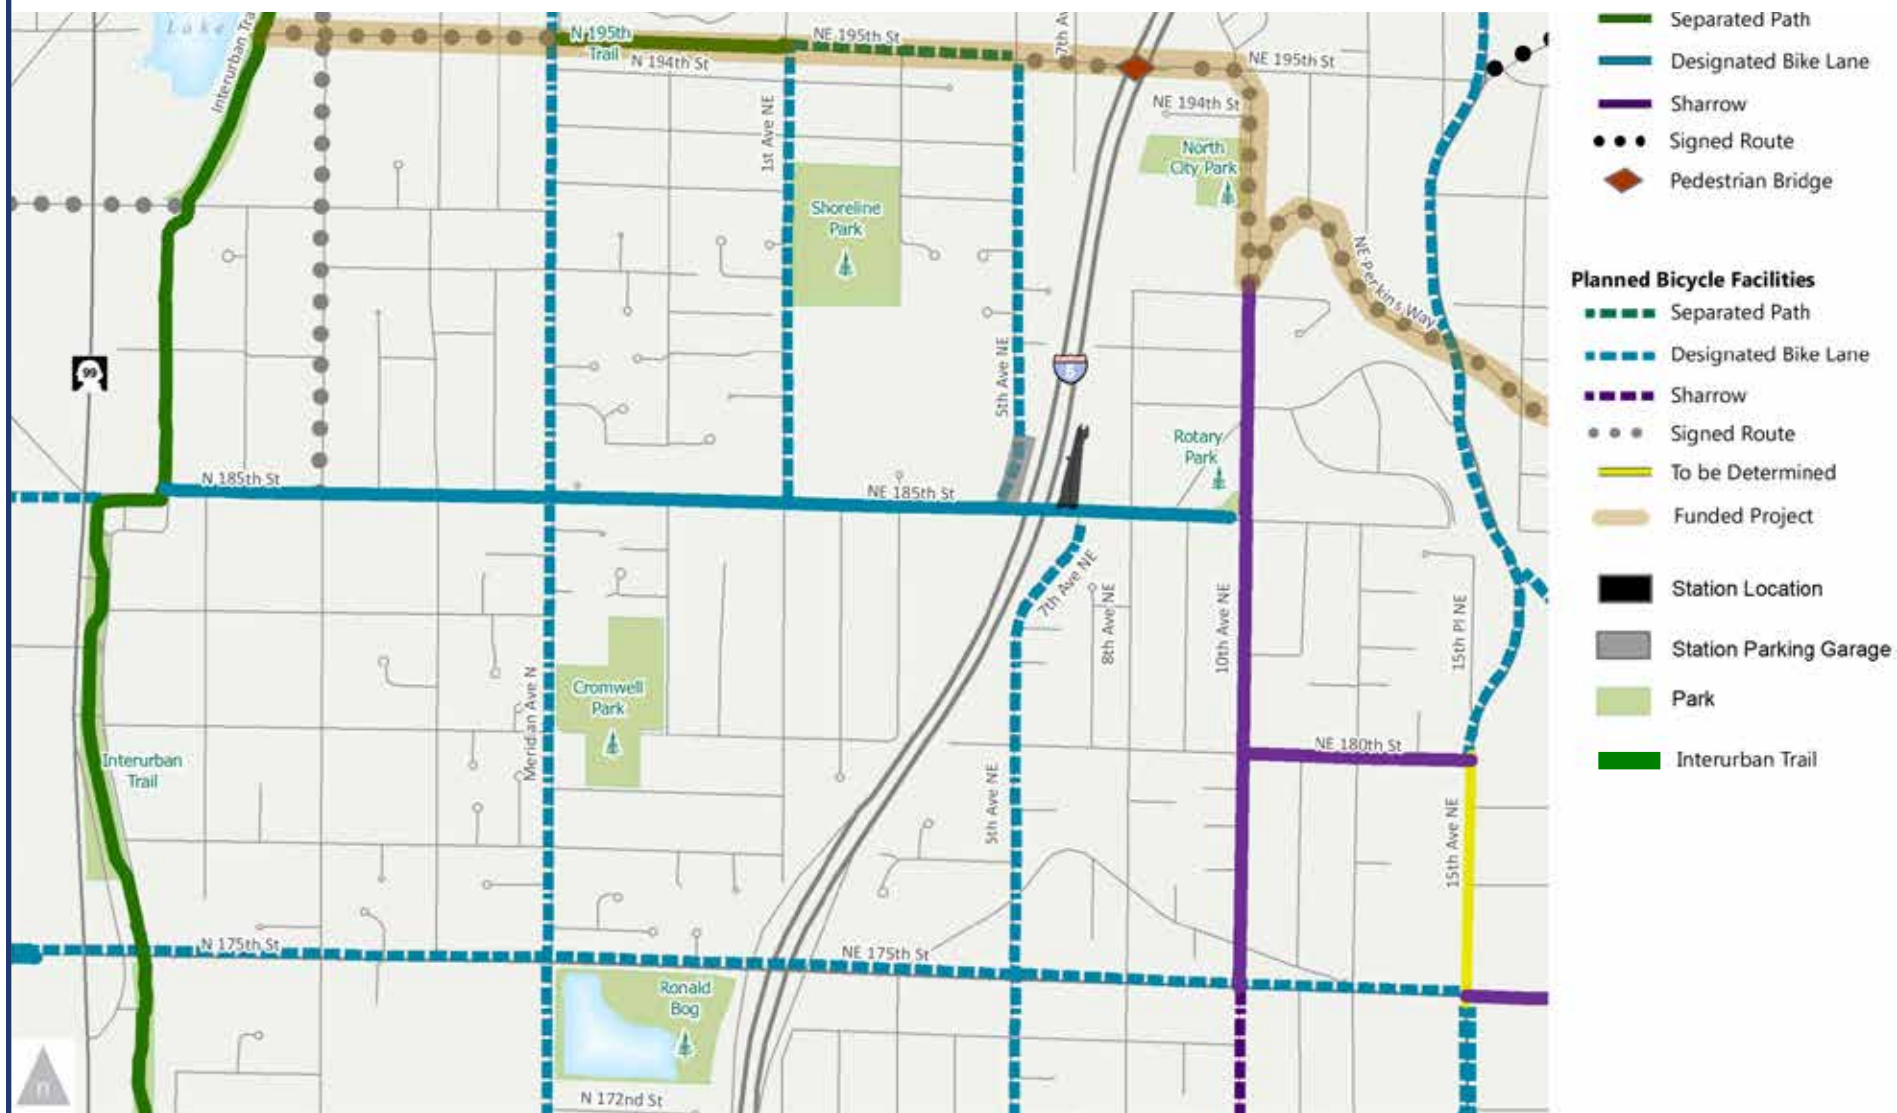 Lake
Interurban Tra
N 195th
Trail
N 194th St
NE 195th St
7th Av
NE 195th St
NE 194th St
1st Ave NE
North
City Park
Shoreline
Park
NE Perkins Way
99
5th Ave NE
5
Rotary
Park
N 185th St
NE 185th St
7th Ave NE
8th Ave NE
10th Ave NE
15th Pl NE
Meridian Ave N
Cromwell
Park
NE 180th St
Interurban
Trail
5th Ave NE
15th Ave NE
N 175th St
NE 175th St
Ronald
Bog
N 172nd St
n
Separated Path
Designated Bike Lane
Sharrow
Signed Route
Pedestrian Bridge
Planned Bicycle Facilities
Separated Path
Designated Bike Lane
Sharrow
Signed Route
To be Determined
Funded Project
Station Location
Station Parking Garage
Park
Interurban Trail